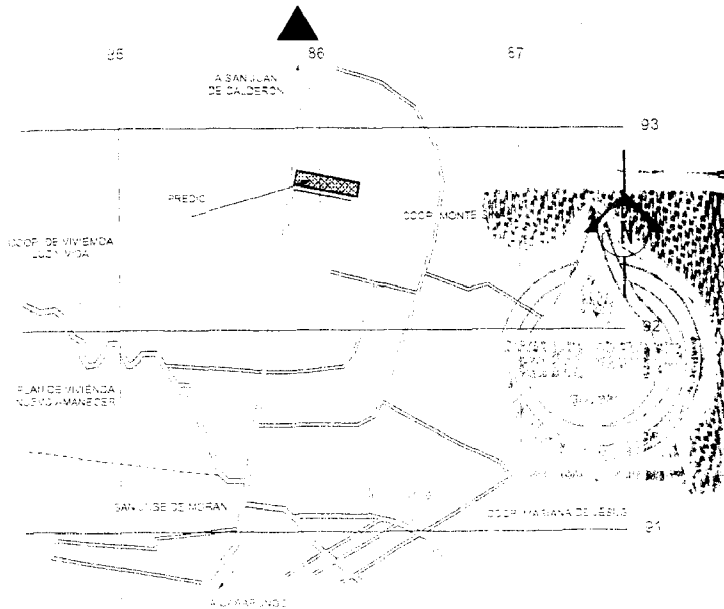 85
86
87
A SAN JUAN
DE CALDERON
93
PREDIO
COOP. MONTE
COOP. DE VIVIENDA
LUZ Y VIDA
92
PLAN DE VIVIENDA
NUEVO AMANECER
SAN JOSE DE MORAN
COOP. MARIANA DE JESUS
91